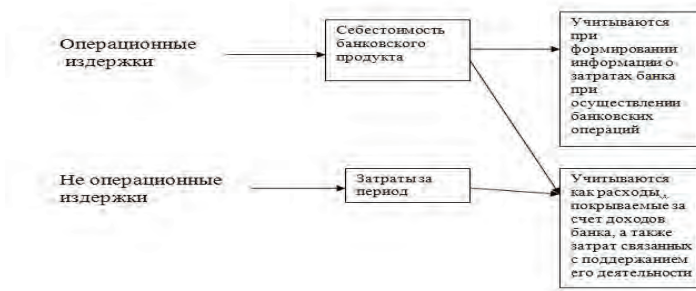 Операционные
издержки
Себестоимость
банковского
продукта
Учитываются
при
формировании
информации о
затратах банка
при
осуществлении
банковских
операций
Не операционные
издержки
Затраты за
период
Учитываются
как расходы,
покрываемые за
счет доходов
банка, а также
затрат связанных
с поддержанием
его деятельности